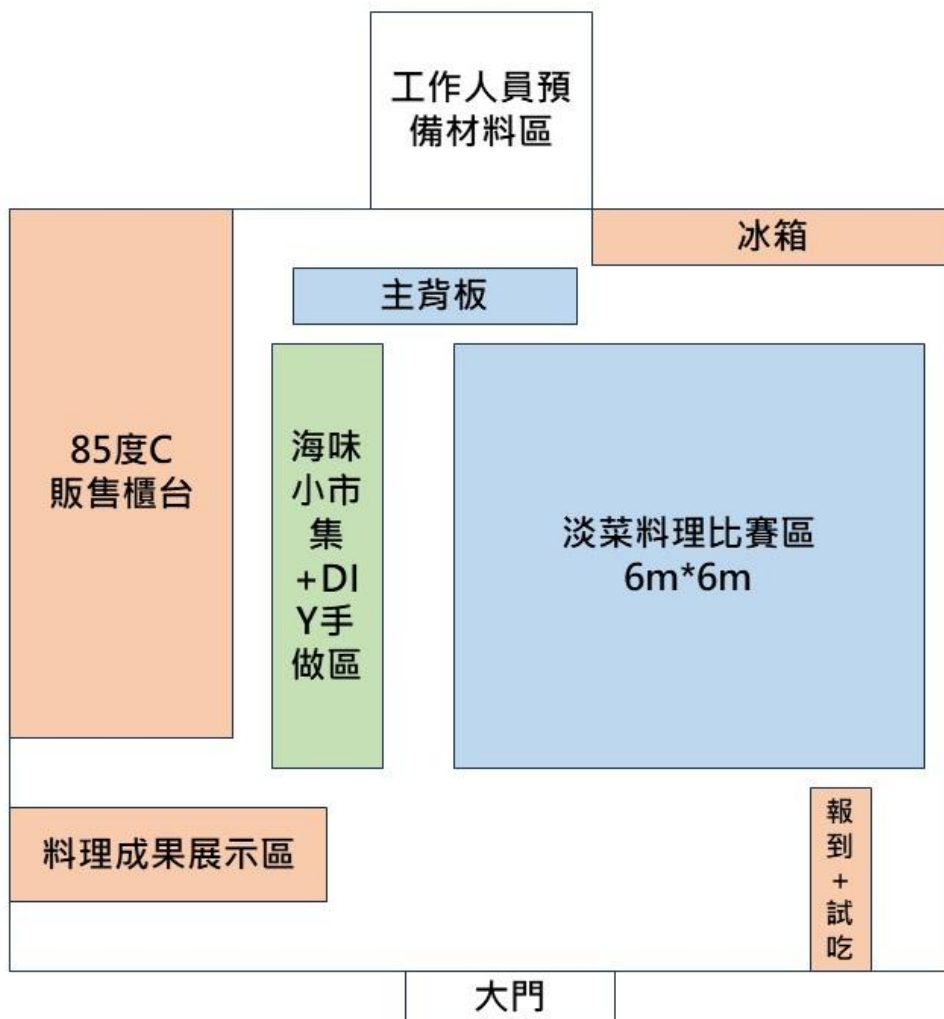 工作人員預
備材料區
冰箱
主背板
85度C
販售櫃台
海味
小市
集
+DI
Y手
做區
淡菜料理比賽區
6m*6m
料理成果展示區
報
到
+
試
吃
大門